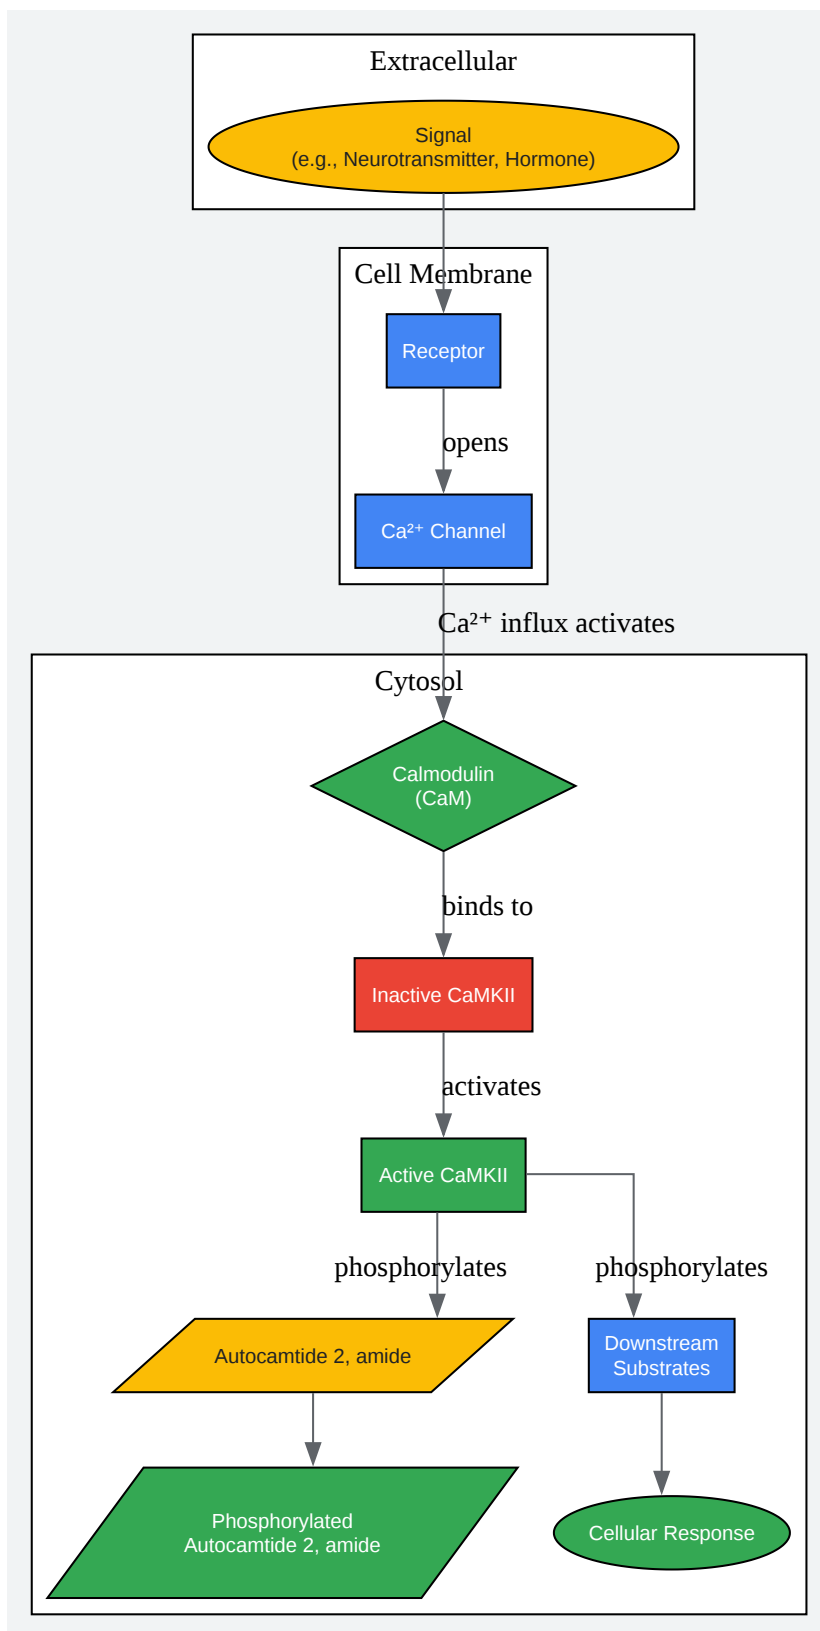 Extracellular
Signal
(e.g., Neurotransmitter, Hormone)
Cell Membrane
Receptor
opens
Ca²⁺ Channel
Ca²⁺ influx activates
Cytosol
Calmodulin
(CaM)
binds to
Inactive CaMKII
activates
Active CaMKII
phosphorylates
phosphorylates
Autocamtide 2, amide
Downstream
Substrates
Phosphorylated
Autocamtide 2, amide
Cellular Response